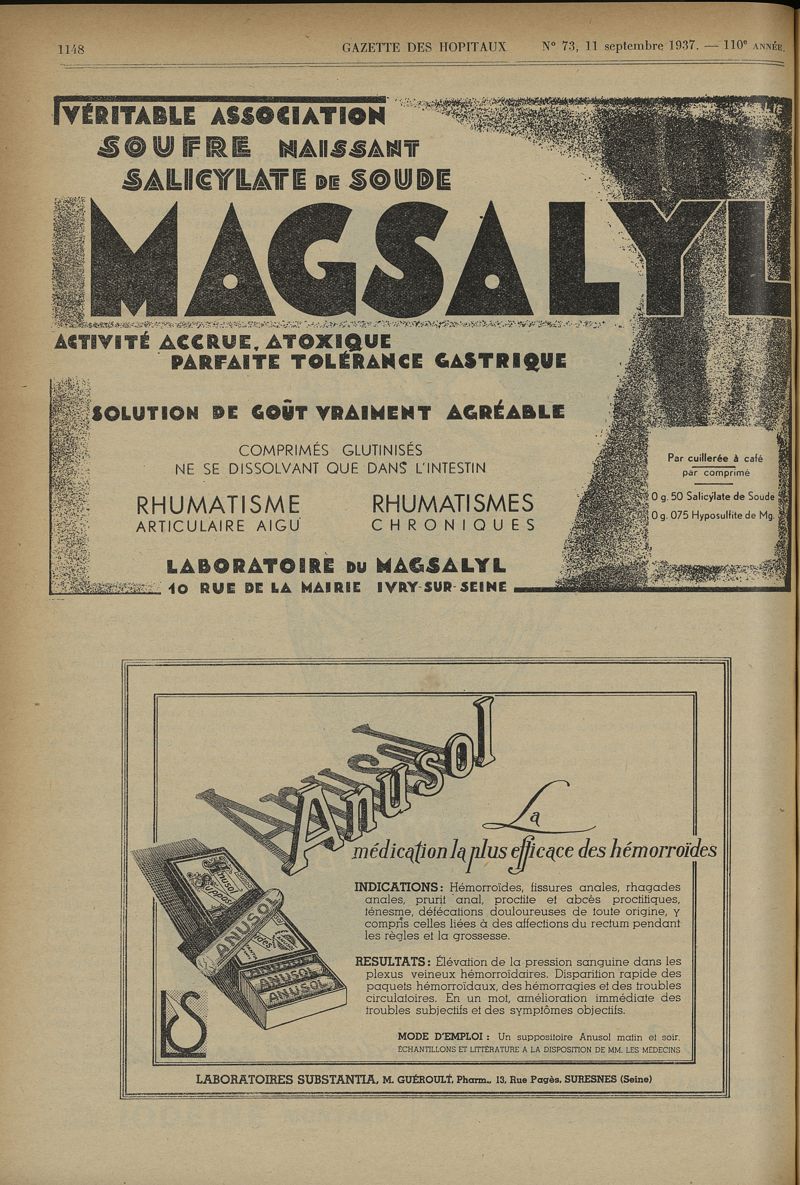 1148 GAZETTE DES HOPITAUX N° 73, 11 septembre 1937. — 110e ANNÉE.
VÉRITABLE ASSOCIATION
SOUFRE NAISSANT
SALICYLATE DE SOUDE
MAGSALYL
ACTIVITÉ ACCRUE, ATOXIQUE
PARFAITE TOLÉRANCE GASTRIQUE
SOLUTION DE GOÛT VRAIMENT AGRÉABLE
COMPRIMÉS GLUTINISÉS
NE SE DISSOLVANT QUE DANS L'INTESTIN
RHUMATISME
ARTICULAIRE AIGU
RHUMATISMES
CHRONIQUES
Par cuillerée à café
par comprimé
0 g. 50 Salicylate de Soude
0 g. 075 Hyposulfite de Mg.
LABORATOIRE DU MAGSALYL
10 RUE DE LA MAIRIE IVRY-SUR-SEINE
Anusol
La
médication la plus efficace des hémorroïdes
Anusol
ANUSOL
ANUSOL
ANUSOL
ANUSOL
INDICATIONS : Hémorroïdes, fissures anales, rhagades
anales, prurit anal, proctite et abcès proctitiques,
ténesme, défécations douloureuses de toute origine, y
compris celles liées à des affections du rectum pendant
les règles et la grossesse.
RESULTATS : Élévation de la pression sanguine dans les
plexus veineux hémorroïdaires. Disparition rapide des
paquets hémorroïdaux, des hémorragies et des troubles
circulatoires. En un mot, amélioration immédiate des
troubles subjectifs et des symptômes objectifs.
MODE D'EMPLOI : Un suppositoire Anusol matin et soir.
ÉCHANTILLONS ET LITTÉRATURE A LA DISPOSITION DE MM. LES MÉDECINS
LS
LABORATOIRES SUBSTANTIA, M. GUÉROULT, Pharm., 13, Rue Pagès, SURESNES (Seine)